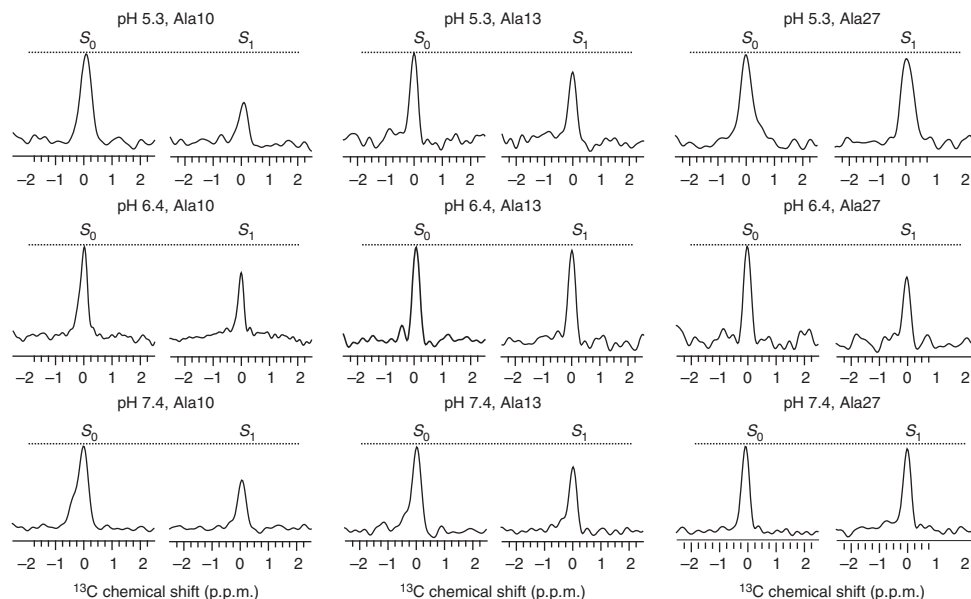 pH 5.3, Ala10 pH 5.3, Ala13 pH 5.3, Ala27
S0 S1 S0 S1 S0 S1
−2 −1 0 1 2 −2 −1 0 1 2 −2 −1 0 1 2 −2 −1 0 1 2 −2 −1 0 1 2 −2 −1 0 1 2
pH 6.4, Ala10 pH 6.4, Ala13 pH 6.4, Ala27
S0 S1 S0 S1 S0 S1
−2 −1 0 1 2 −2 −1 0 1 2 −2 −1 0 1 2 −2 −1 0 1 2 −2 −1 0 1 2 −2 −1 0 1 2
pH 7.4, Ala10 pH 7.4, Ala13 pH 7.4, Ala27
S0 S1 S0 S1 S0 S1
−2 −1 0 1 2 −2 −1 0 1 2 −2 −1 0 1 2 −2 −1 0 1 2 −2 −1 0 1 2 −2 −1 0 1 2
13C chemical shift (p.p.m.) 13C chemical shift (p.p.m.) 13C chemical shift (p.p.m.)